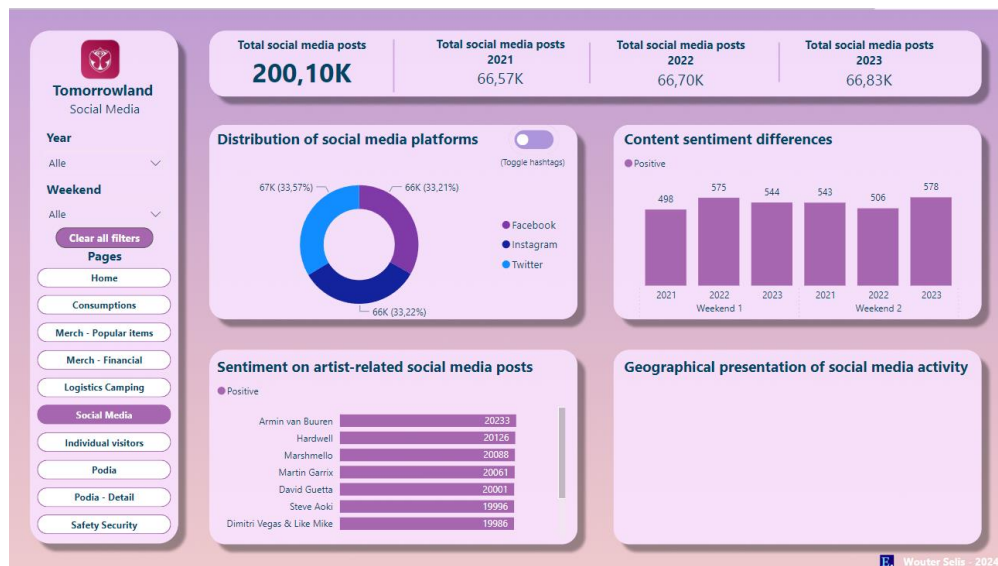 Tomorrowland
Social Media
Year
Alle
Weekend
Alle
Clear all filters
Pages
Home
Consumptions
Merch - Popular items
Merch - Financial
Logistics Camping
Social Media
Individual visitors
Podia
Podia - Detail
Safety Security
Total social media posts
200,10K
Total social media posts
2021
66,57K
Total social media posts
2022
66,70K
Total social media posts
2023
66,83K
Distribution of social media platforms
(Toggle hashtags)
67K (33,57%)
66K (33,21%)
66K (33,22%)
Facebook
Instagram
Twitter
Content sentiment differences
Positive
498
575
544
543
506
578
2021
2022
2023
2021
2022
2023
Weekend 1
Weekend 2
Sentiment on artist-related social media posts
Positive
Armin van Buuren 20233
Hardwell 20126
Marshmello 20088
Martin Garrix 20061
David Guetta 20001
Steve Aoki 19996
Dimitri Vegas & Like Mike 19986
Geographical presentation of social media activity
E. Wouter Selis - 2024